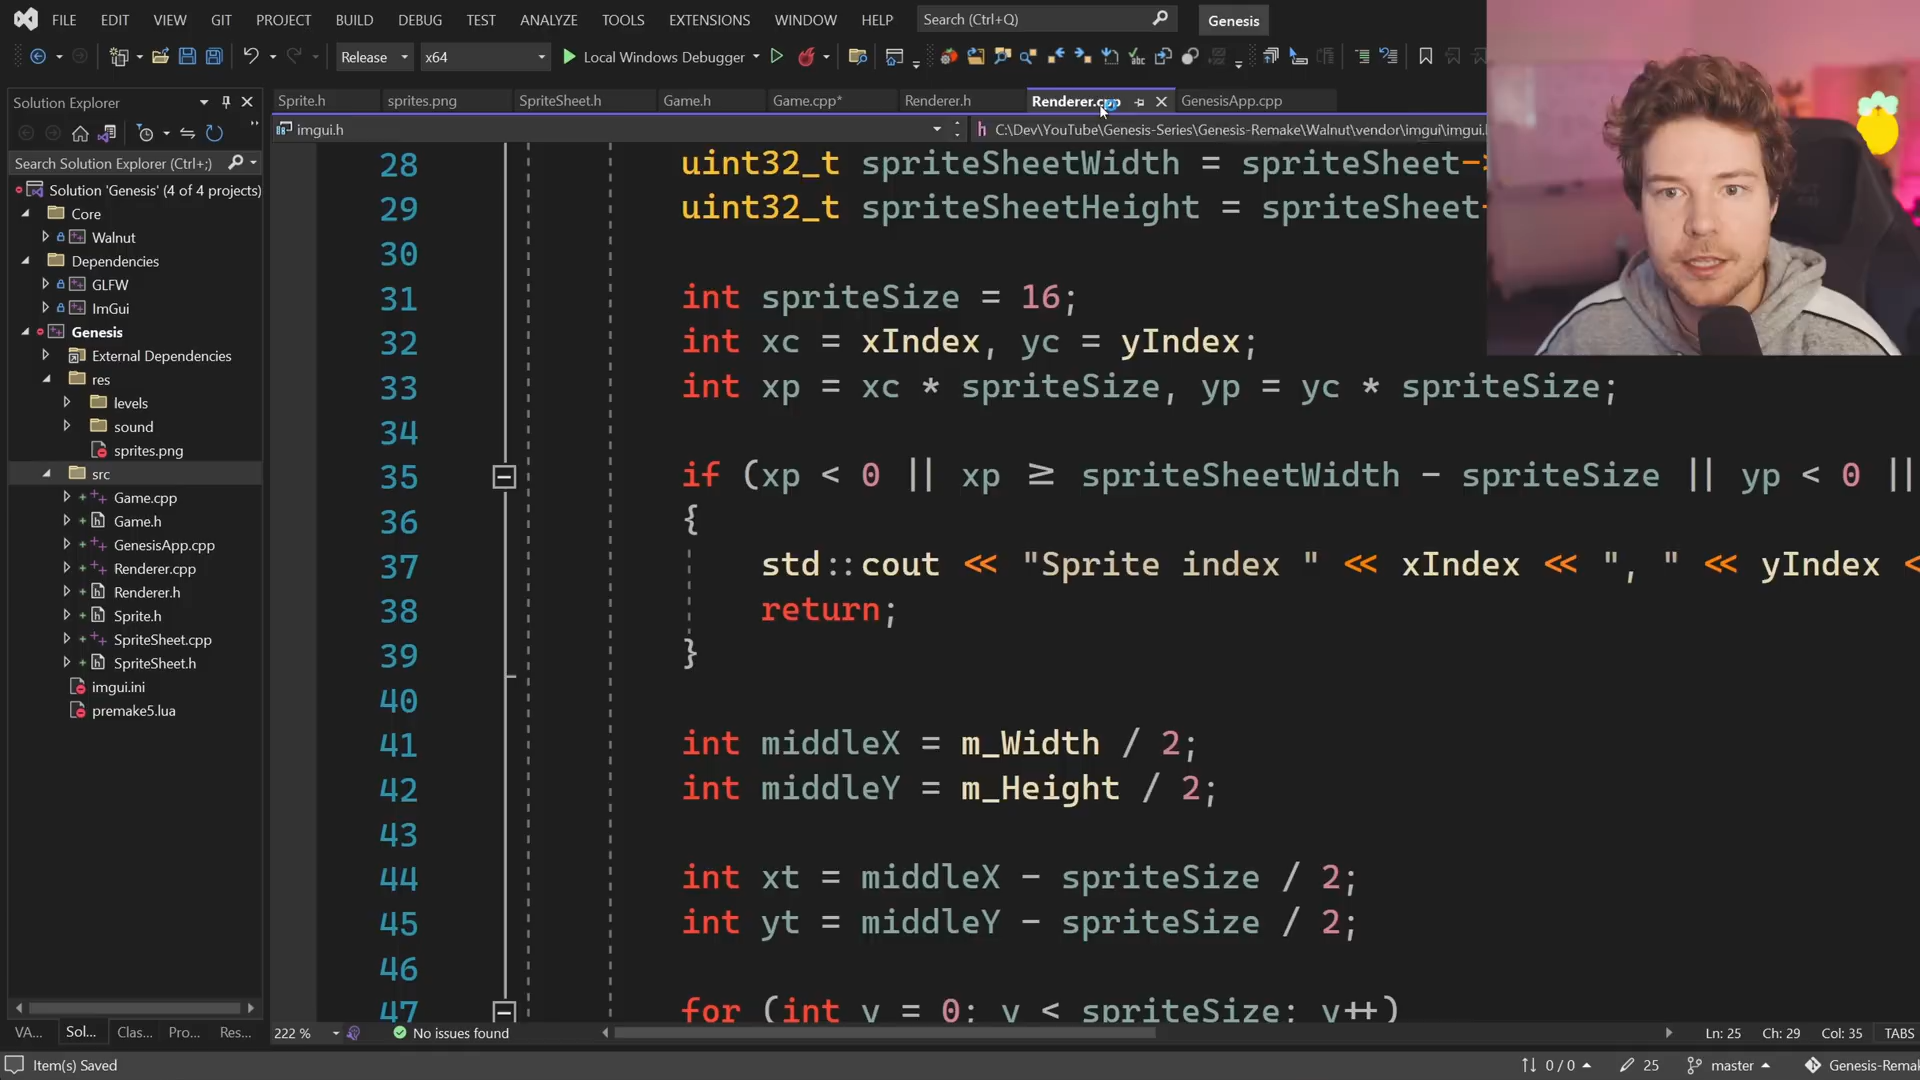 FILE EDIT VIEW GIT PROJECT BUILD DEBUG TEST ANALYZE TOOLS EXTENSIONS WINDOW HELP Search (Ctrl+Q) Genesis
Release x64 Local Windows Debugger
Solution Explorer
Sprite.h sprites.png SpriteSheet.h Game.h Game.cpp* Renderer.h Renderer.cpp GenesisApp.cpp
imgui.h C:\Dev\YouTube\Genesis-Series\Genesis-Remake\Walnut\vendor\imgui\imgui.
Search Solution Explorer (Ctrl+;)
Solution 'Genesis' (4 of 4 projects)
Core
Walnut
Dependencies
GLFW
ImGui
Genesis
External Dependencies
res
levels
sound
sprites.png
src
Game.cpp
Game.h
GenesisApp.cpp
Renderer.cpp
Renderer.h
Sprite.h
SpriteSheet.cpp
SpriteSheet.h
imgui.ini
premake5.lua
28 uint32_t spriteSheetWidth = spriteSheet-
29 uint32_t spriteSheetHeight = spriteSheet
30
31 int spriteSize = 16;
32 int xc = xIndex, yc = yIndex;
33 int xp = xc * spriteSize, yp = yc * spriteSize;
34
35 if (xp < 0 || xp ≥ spriteSheetWidth - spriteSize || yp < 0 ||
36 {
37 std::cout << "Sprite index " << xIndex << ", " << yIndex <
38 return;
39 }
40
41 int middleX = m_Width / 2;
42 int middleY = m_Height / 2;
43
44 int xt = middleX - spriteSize / 2;
45 int yt = middleY - spriteSize / 2;
46
47 for (int y = 0; y < spriteSize; y++)
VA... Sol... Clas... Pro... Res...
222 % No issues found Ln: 25 Ch: 29 Col: 35 TABS
Item(s) Saved 0 / 0 25 master Genesis-Remak